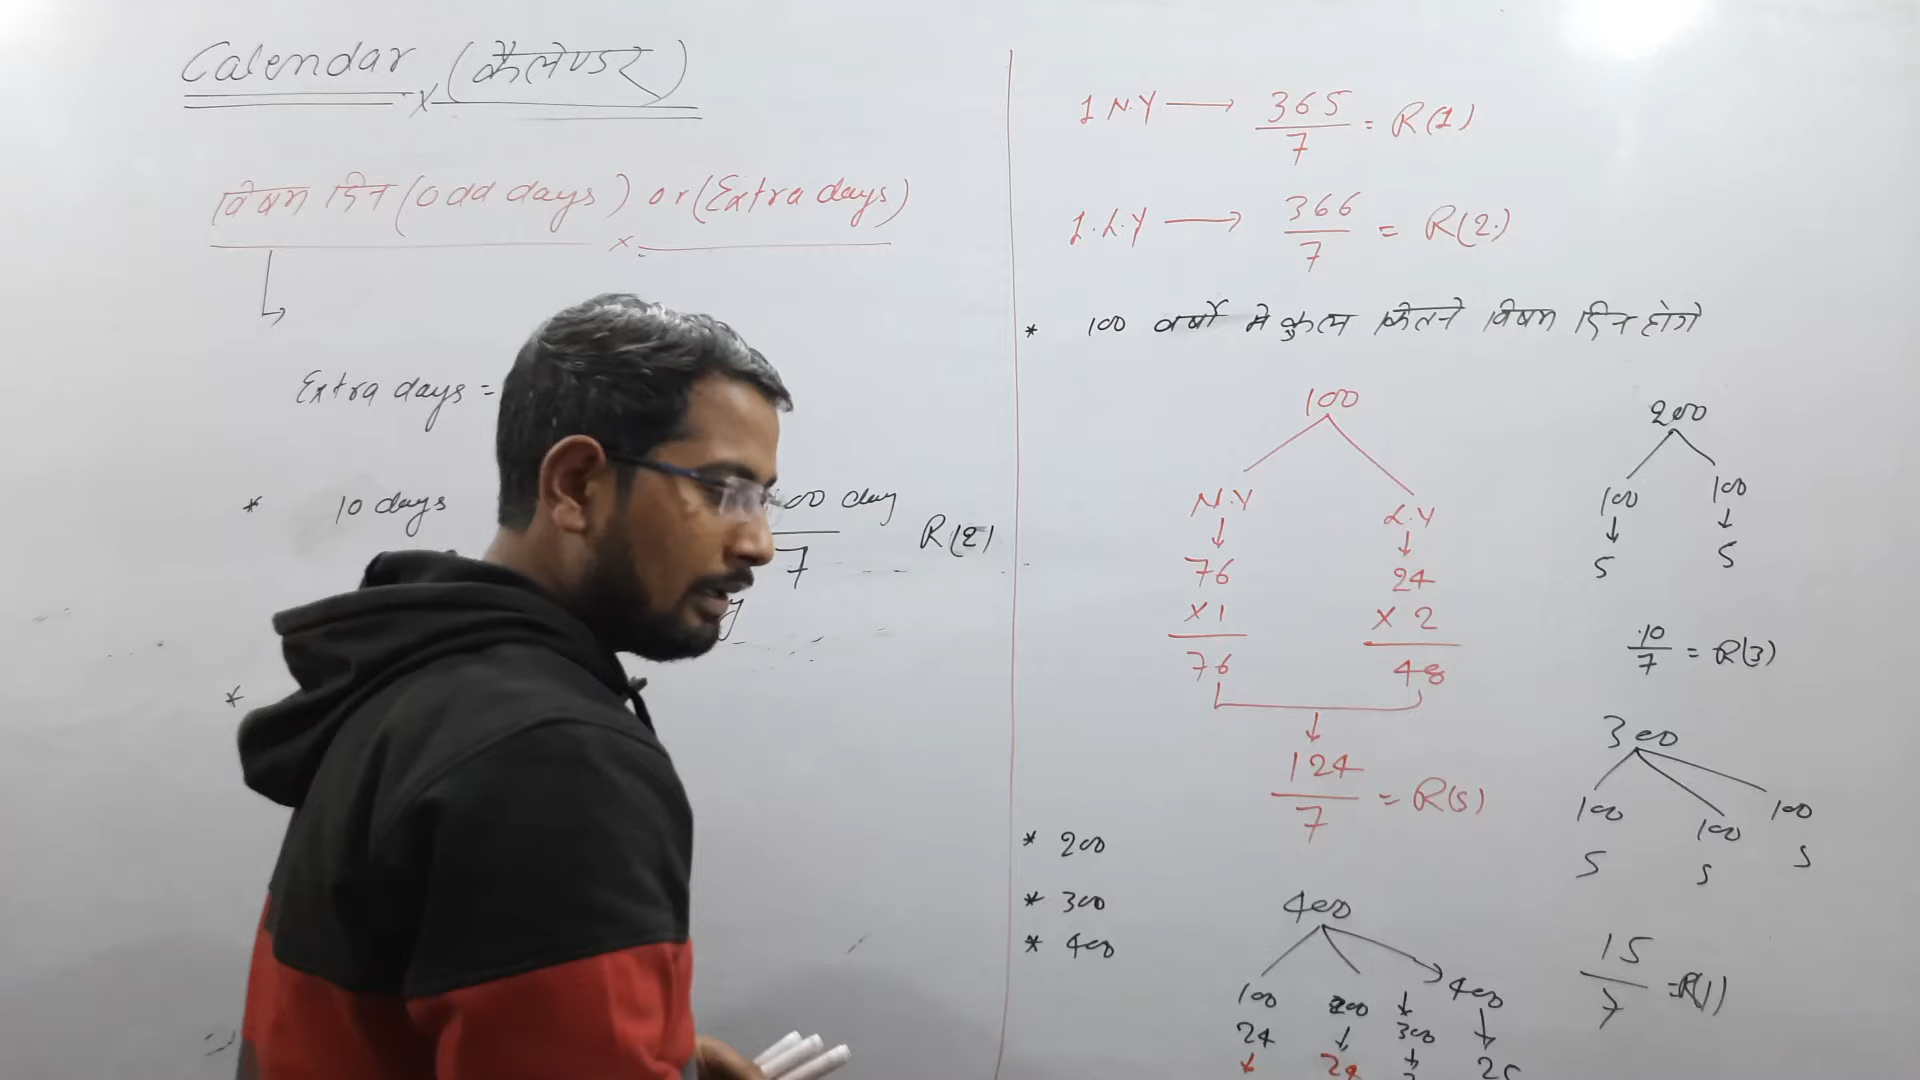 Calendar (कैलेण्डर)
विषम दिन (Odd days) or (Extra days)
Extra days =
* 10 days
00 day
7
R(2)
*
1 N.Y → 365/7 = R(1)
1.L.Y → 366/7 = R(2)
* 100 वर्षो मे कुल कितने विषम दिन होगे
100
N.Y L.Y
↓ ↓
76 24
×1 ×2
76 48
↓
124/7 = R(5)
200
100 100
↓ ↓
5 5
10/7 = R(3)
300
100 100 100
5 5 5
15/7 = R(1)
* 200
* 300
* 400
400
100 200 300 400
24 24 25